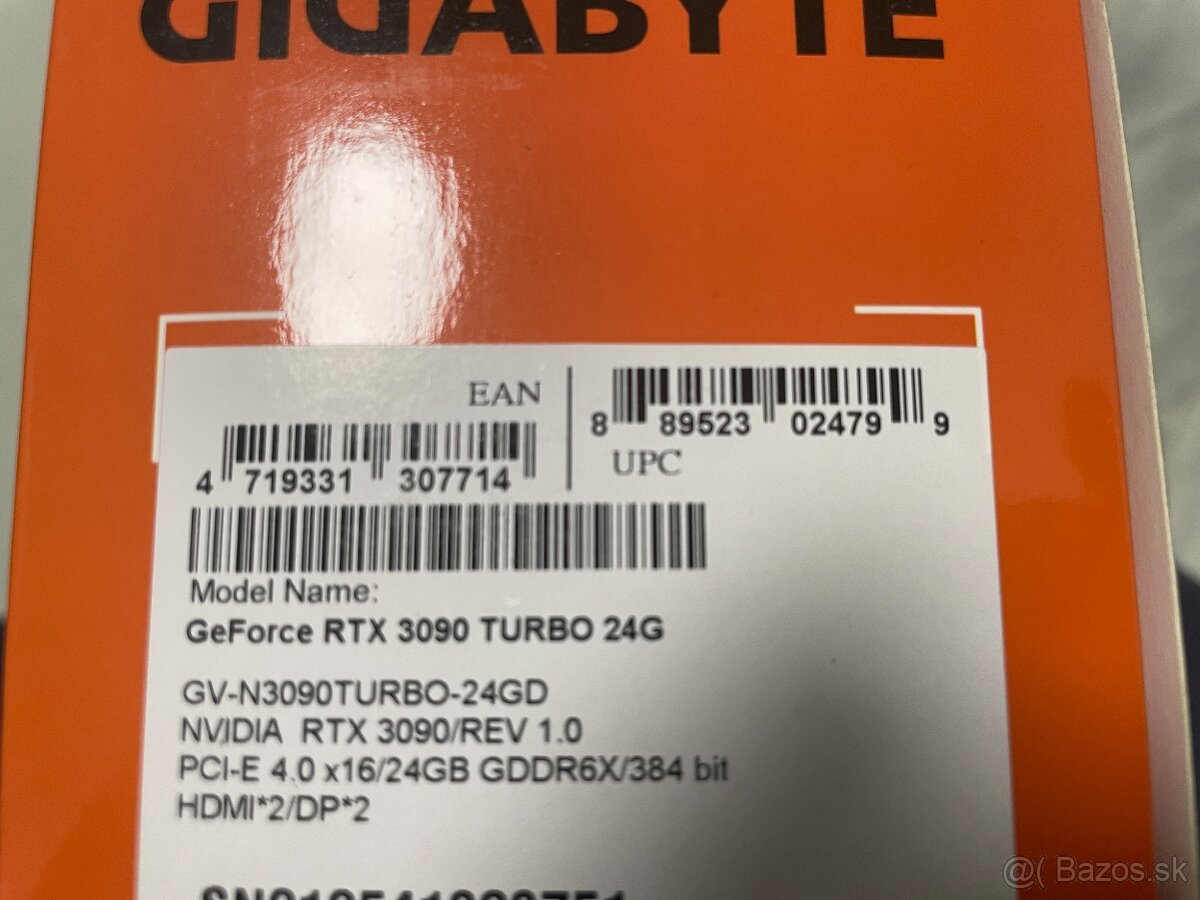 GIGABYTE
EAN
4 719331 307714
8 89523 02479 9
UPC
Model Name:
GeForce RTX 3090 TURBO 24G
GV-N3090TURBO-24GD
NVIDIA RTX 3090/REV 1.0
PCI-E 4.0 x16/24GB GDDR6X/384 bit
HDMI*2/DP*2
@( Bazos.sk